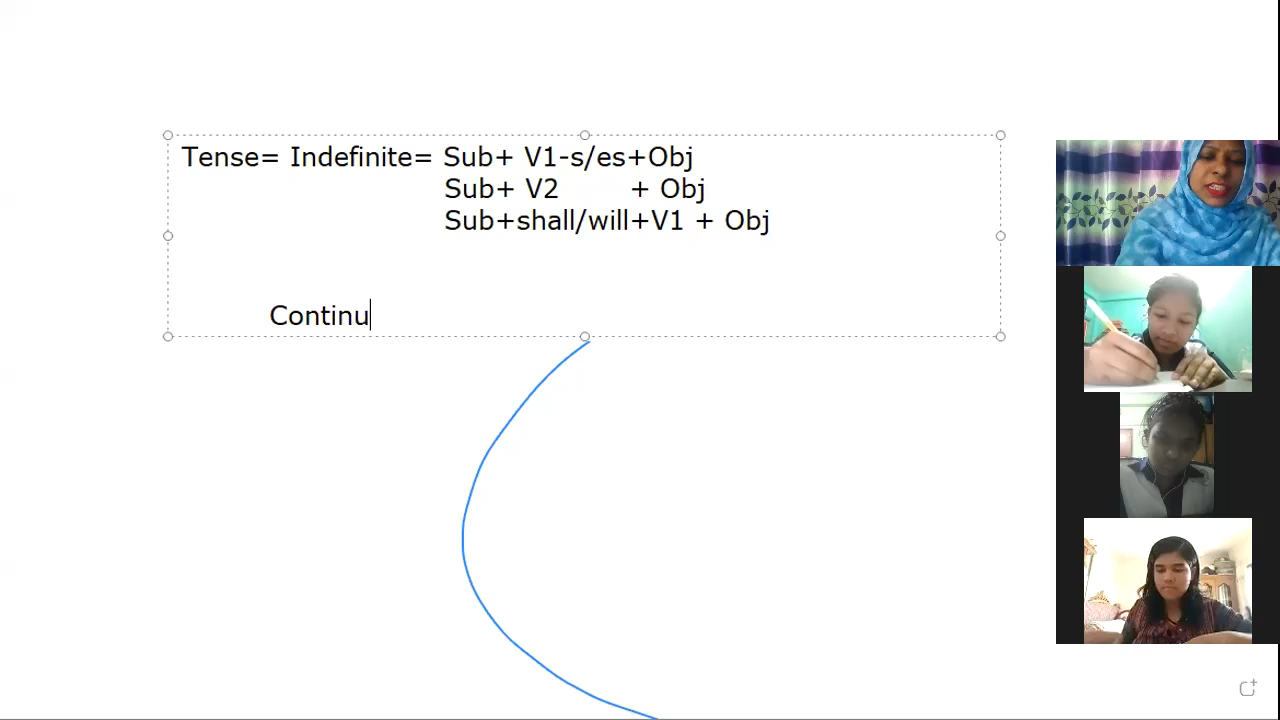 Tense= Indefinite= Sub+ V1-s/es+Obj
Sub+ V2 + Obj
Sub+shall/will+V1 + Obj
Continu